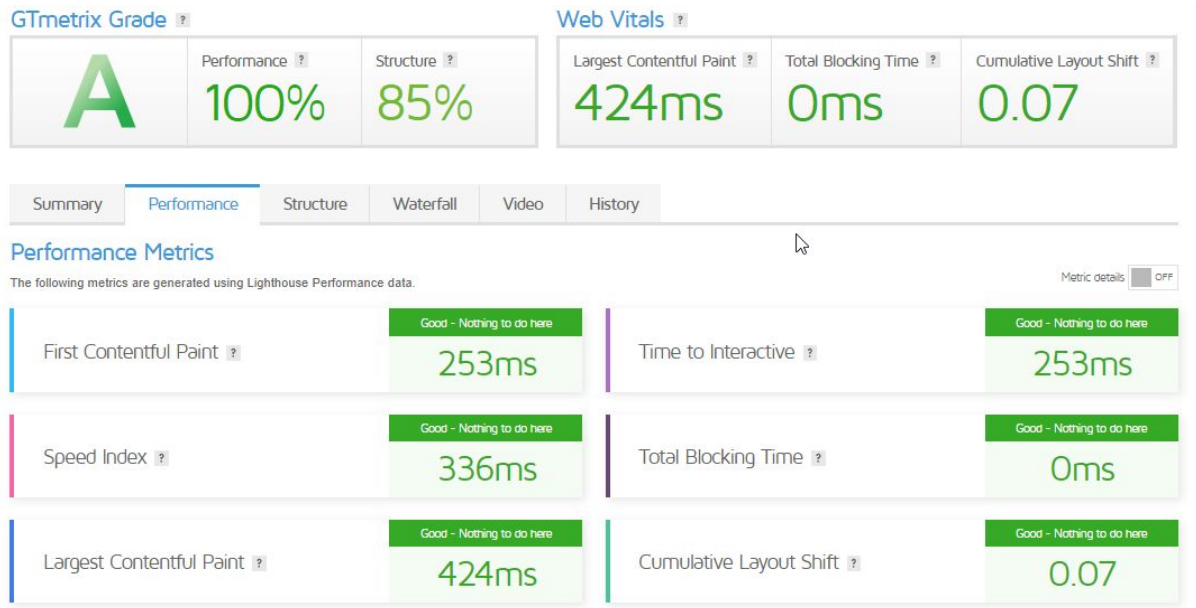 GTmetrix Grade ?
Web Vitals ?
A
Performance ?
100%
Structure ?
85%
Largest Contentful Paint ?
424ms
Total Blocking Time ?
0ms
Cumulative Layout Shift ?
0.07
Summary
Performance
Structure
Waterfall
Video
History
Performance Metrics
The following metrics are generated using Lighthouse Performance data.
Metric details
OFF
First Contentful Paint ?
Good - Nothing to do here
253ms
Time to Interactive ?
Good - Nothing to do here
253ms
Speed Index ?
Good - Nothing to do here
336ms
Total Blocking Time ?
Good - Nothing to do here
0ms
Largest Contentful Paint ?
Good - Nothing to do here
424ms
Cumulative Layout Shift ?
Good - Nothing to do here
0.07